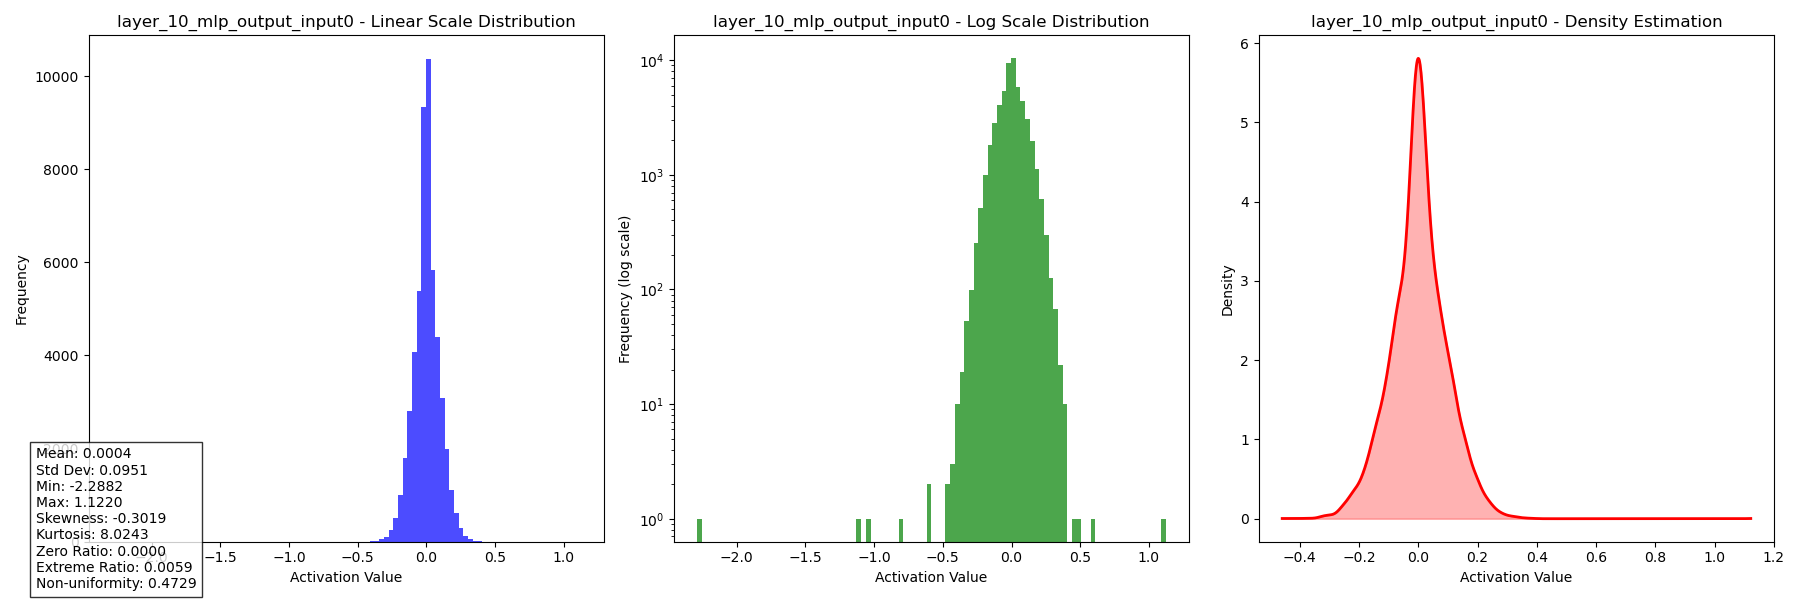 layer_10_mlp_output_input0 - Linear Scale Distribution
Frequency
10000
8000
6000
4000
2000
0
−1.5
−1.0
−0.5
0.0
0.5
1.0
Activation Value
Mean: 0.0004
Std Dev: 0.0951
Min: -2.2882
Max: 1.1220
Skewness: -0.3019
Kurtosis: 8.0243
Zero Ratio: 0.0000
Extreme Ratio: 0.0059
Non-uniformity: 0.4729
layer_10_mlp_output_input0 - Log Scale Distribution
Frequency (log scale)
10⁴
10³
10²
10¹
10⁰
−2.0
−1.5
−1.0
−0.5
0.0
0.5
1.0
Activation Value
layer_10_mlp_output_input0 - Density Estimation
Density
6
5
4
3
2
1
0
−0.4
−0.2
0.0
0.2
0.4
0.6
0.8
1.0
1.2
Activation Value